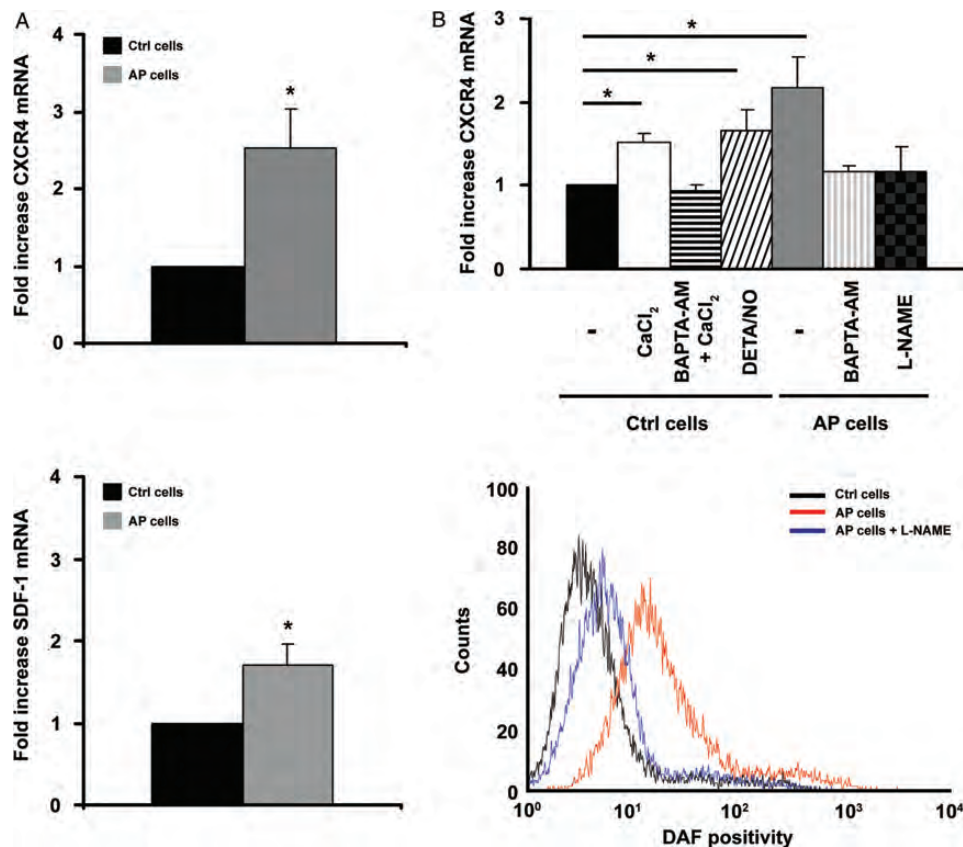 A
Fold increase CXCR4 mRNA
4
3
2
1
0
Ctrl cells
AP cells
*
B
Fold increase CXCR4 mRNA
3
2
1
0
*
*
*
-
CaCl2
BAPTA-AM
+ CaCl2
DETA/NO
-
BAPTA-AM
L-NAME
Ctrl cells
AP cells
Fold increase SDF-1 mRNA
4
3
2
1
0
Ctrl cells
AP cells
*
Counts
100
80
60
40
20
0
Ctrl cells
AP cells
AP cells + L-NAME
10^0
10^1
10^2
10^3
10^4
DAF positivity